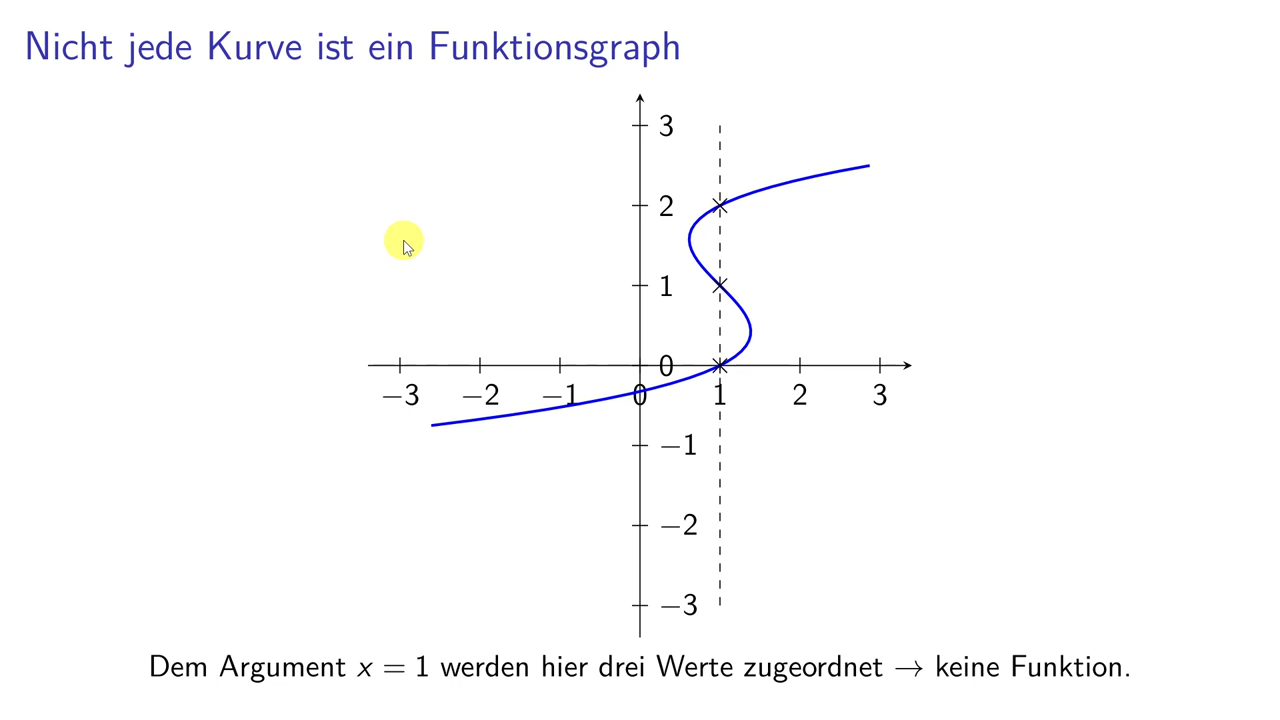 Nicht jede Kurve ist ein Funktionsgraph
3
2
1
0
−3 −2 −1 0 1 2 3
−1
−2
−3
Dem Argument x = 1 werden hier drei Werte zugeordnet → keine Funktion.